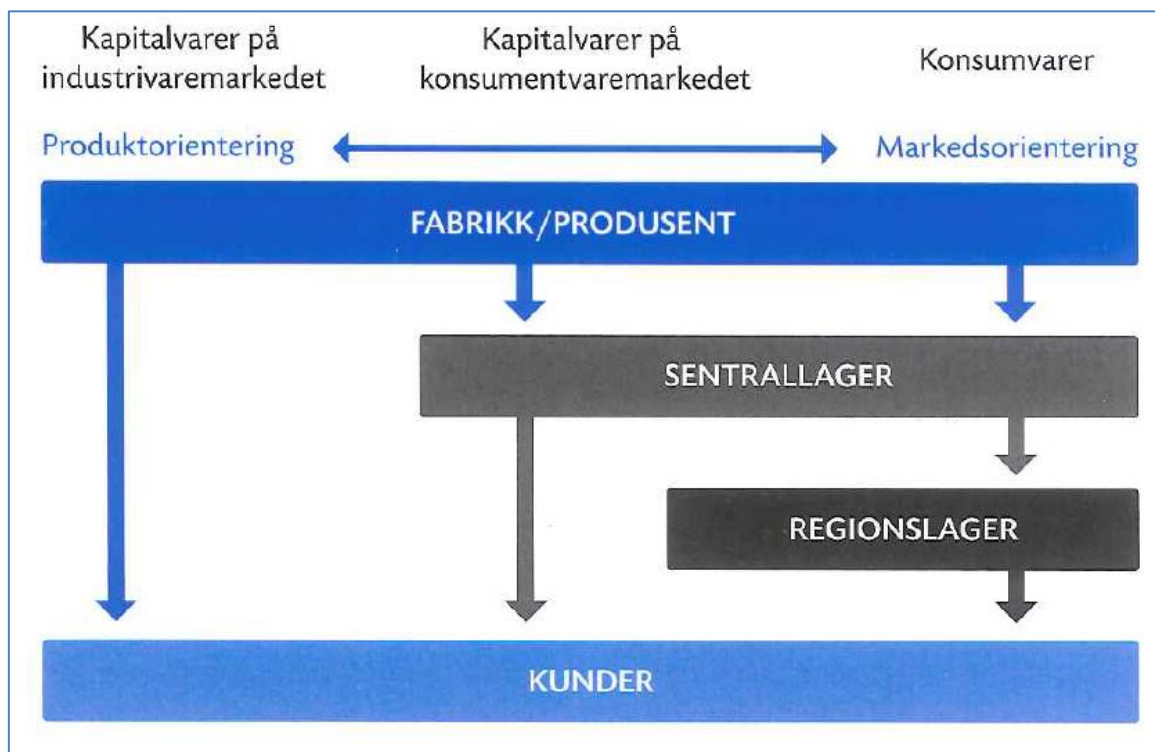 Kapitalvarer på
industrivaremarkedet
Kapitalvarer på
konsumentvaremarkedet
Konsumvarer
Produktorientering
Markedsorientering
FABRIKK/PRODUSENT
SENTRALLAGER
REGIONSLAGER
KUNDER